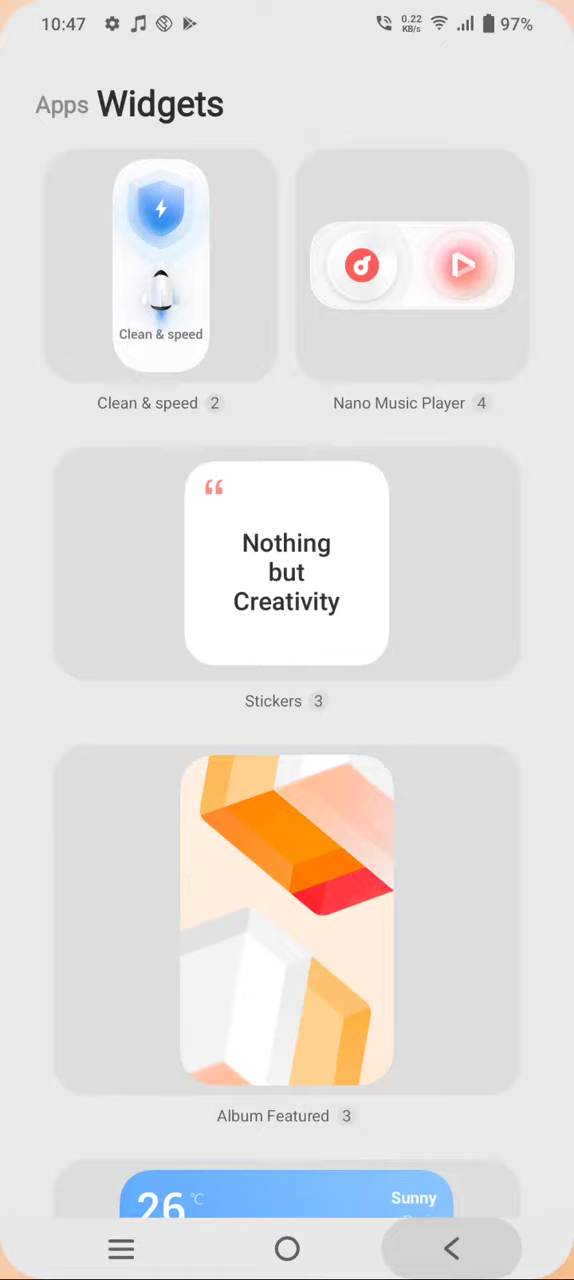 10:47
0.22
KB/s
97%
Apps Widgets
Clean & speed
Clean & speed 2
Nano Music Player 4
“
Nothing
but
Creativity
Stickers 3
Album Featured 3
26 °C
Sunny